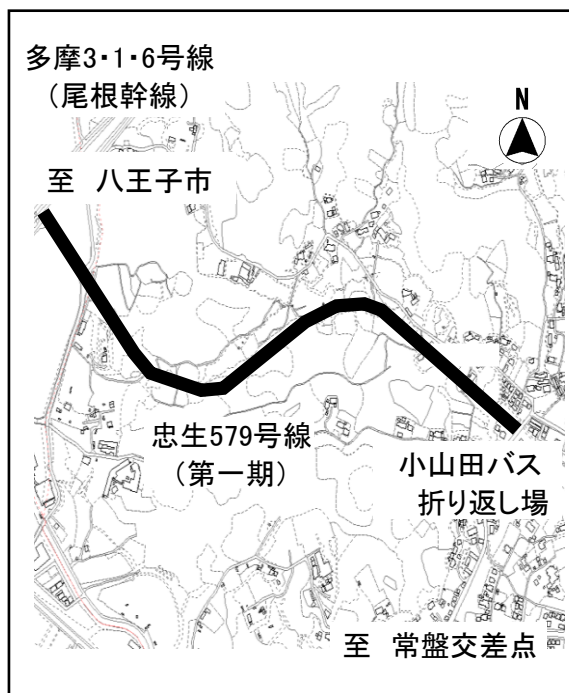 多摩3・1・6号線
（尾根幹線）
N
至 八王子市
忠生579号線
（第一期）
小山田バス
折り返し場
至 常盤交差点